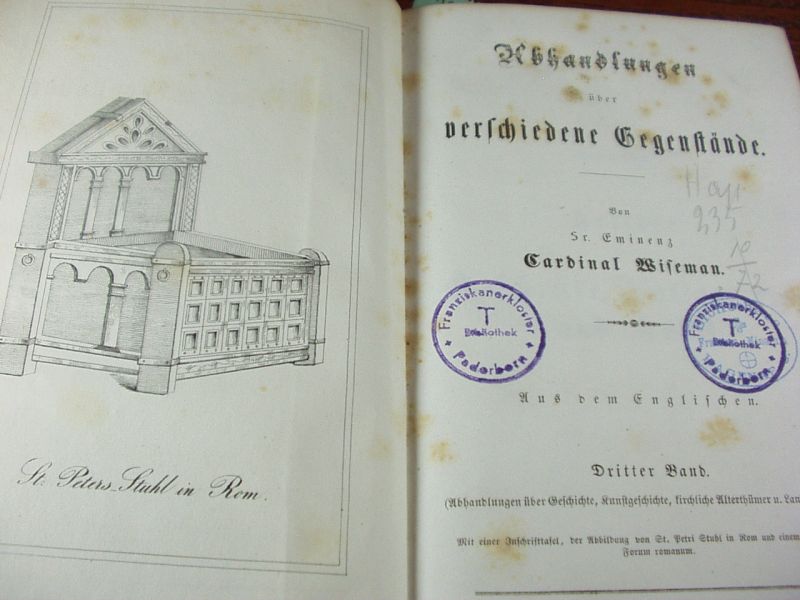 St. Peters-Stuhl in Rom.
Abhandlungen
über
verschiedene Gegenstände.
Von
Sr. Eminenz
Cardinal Wiseman.
Franziskanerkloster
T
Bibliothek
Paderborn
Franziskanerkloster
T
Bibliothek
Paderborn
Aus dem Englischen.
Dritter Band.
(Abhandlungen über Geschichte, Kunstgeschichte, kirchliche Alterthümer u. Lan
Mit einer Inschrifttafel, der Abbildung von St. Petri Stuhl in Rom und einem
Forum romanum.